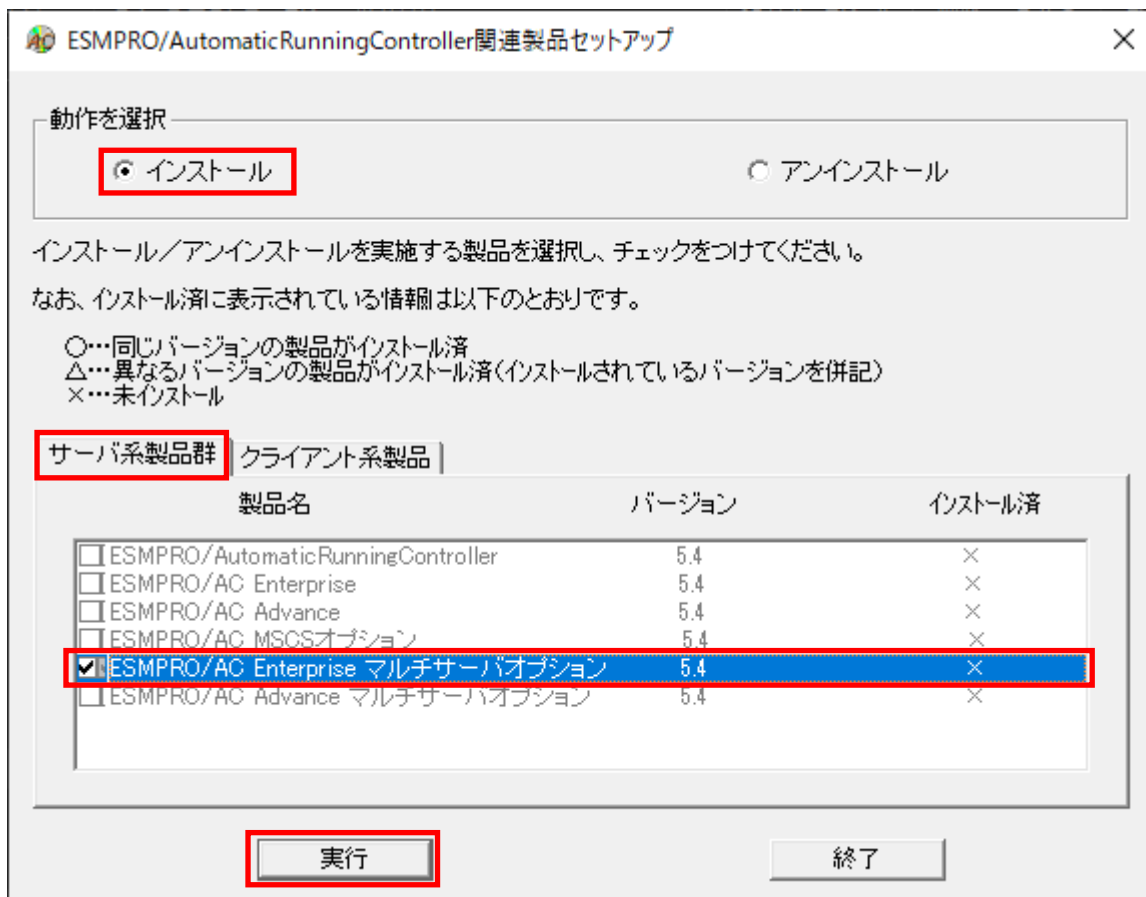 ESMPRO/AutomaticRunningController関連製品セットアップ
動作を選択
インストール アンインストール
インストール／アンインストールを実施する製品を選択し、チェックをつけてください。
なお、インストール済に表示されている情報は以下のとおりです。
○…同じバージョンの製品がインストール済
△…異なるバージョンの製品がインストール済(インストールされているバージョンを併記)
×…未インストール
サーバ系製品群 クライアント系製品
製品名 バージョン インストール済
ESMPRO/AutomaticRunningController 5.4 ×
ESMPRO/AC Enterprise 5.4 ×
ESMPRO/AC Advance 5.4 ×
ESMPRO/AC MSCSオプション 5.4 ×
ESMPRO/AC Enterprise マルチサーバオプション 5.4 ×
ESMPRO/AC Advance マルチサーバオプション 5.4 ×
実行 終了